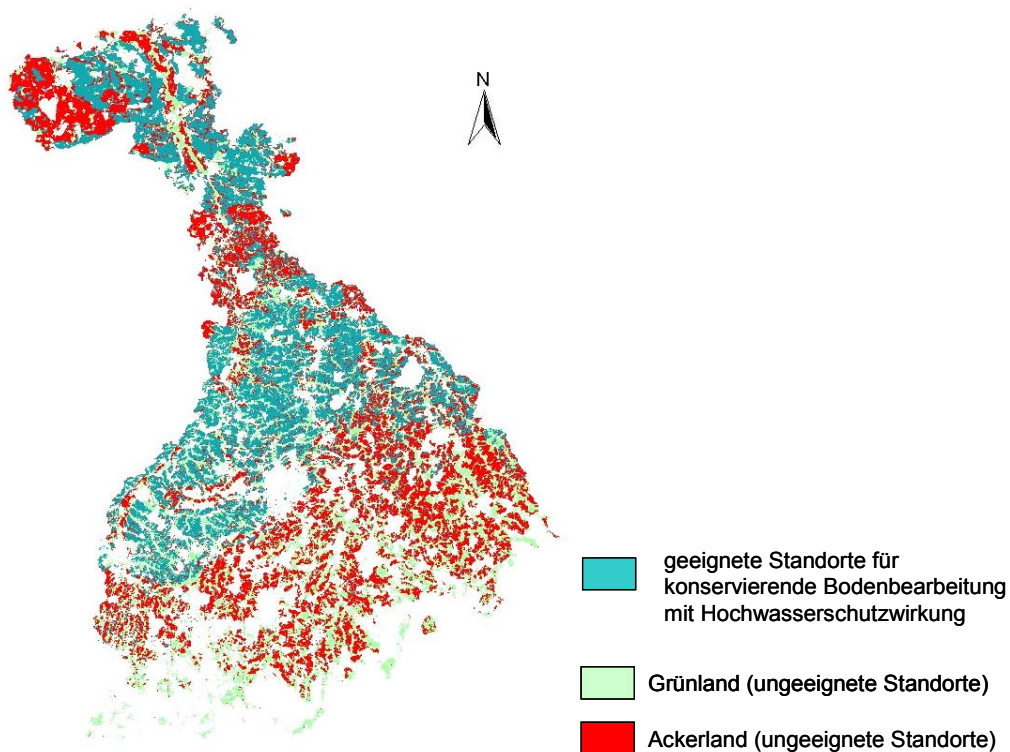 N
geeignete Standorte für
konservierende Bodenbearbeitung
mit Hochwasserschutzwirkung
Grünland (ungeeignete Standorte)
Ackerland (ungeeignete Standorte)